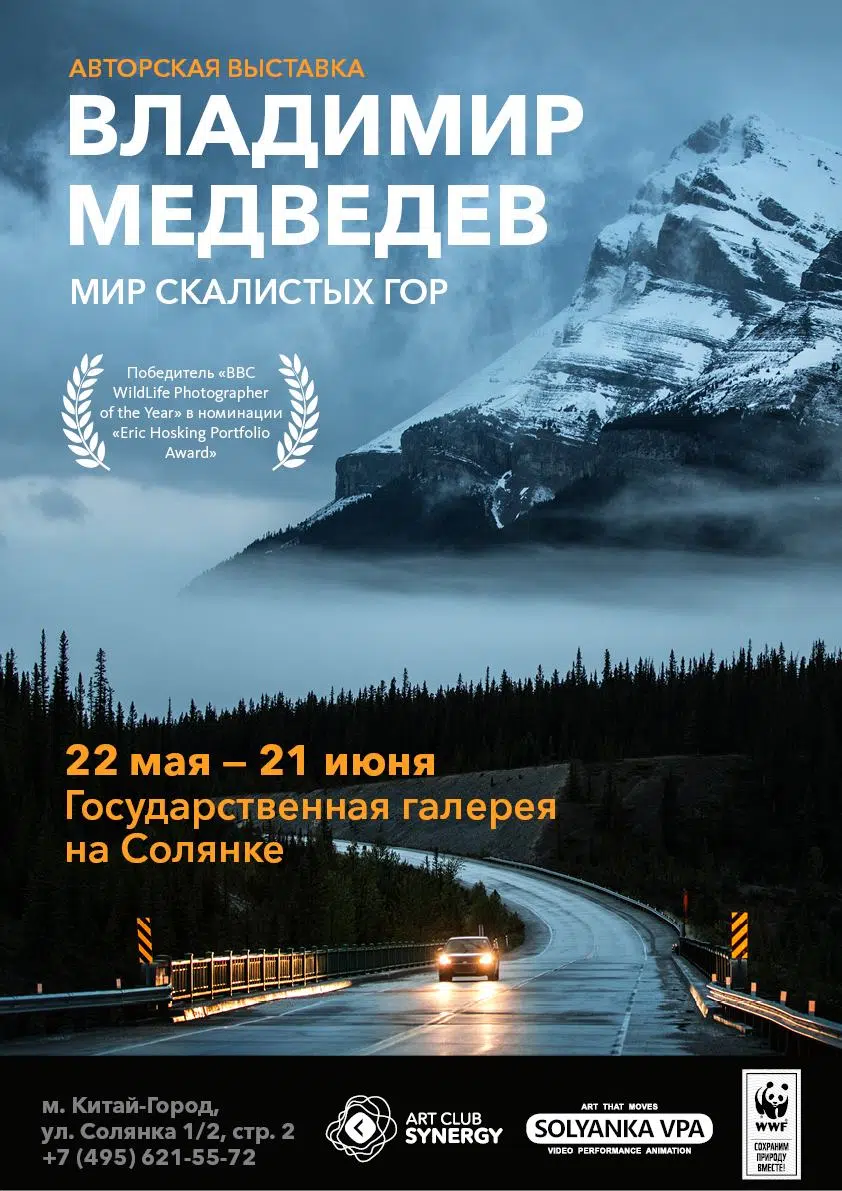 АВТОРСКАЯ ВЫСТАВКА
ВЛАДИМИР
МЕДВЕДЕВ
МИР СКАЛИСТЫХ ГОР
Победитель «BBC
WildLife Photographer
of the Year» в номинации
«Eric Hosking Portfolio
Award»
22 мая – 21 июня
Государственная галерея
на Солянке
м. Китай-Город,
ул. Солянка 1/2, стр. 2
+7 (495) 621-55-72
ART CLUB
SYNERGY
ART THAT MOVES
SOLYANKA VPA
VIDEO PERFORMANCE ANIMATION
WWF
СОХРАНИМ
ПРИРОДУ
ВМЕСТЕ!